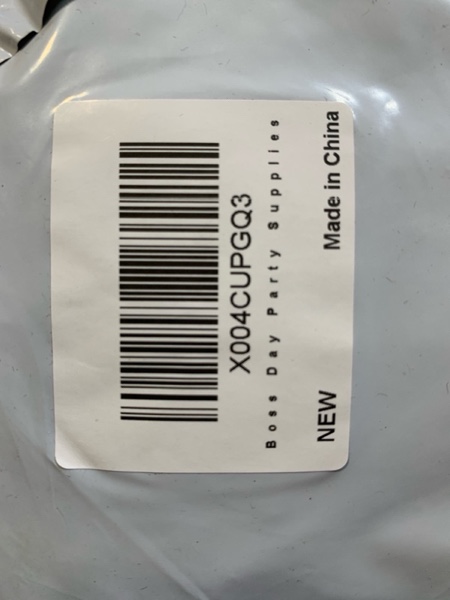 X004CUPGQ3
Boss Day Party Supplies
NEW Made in China